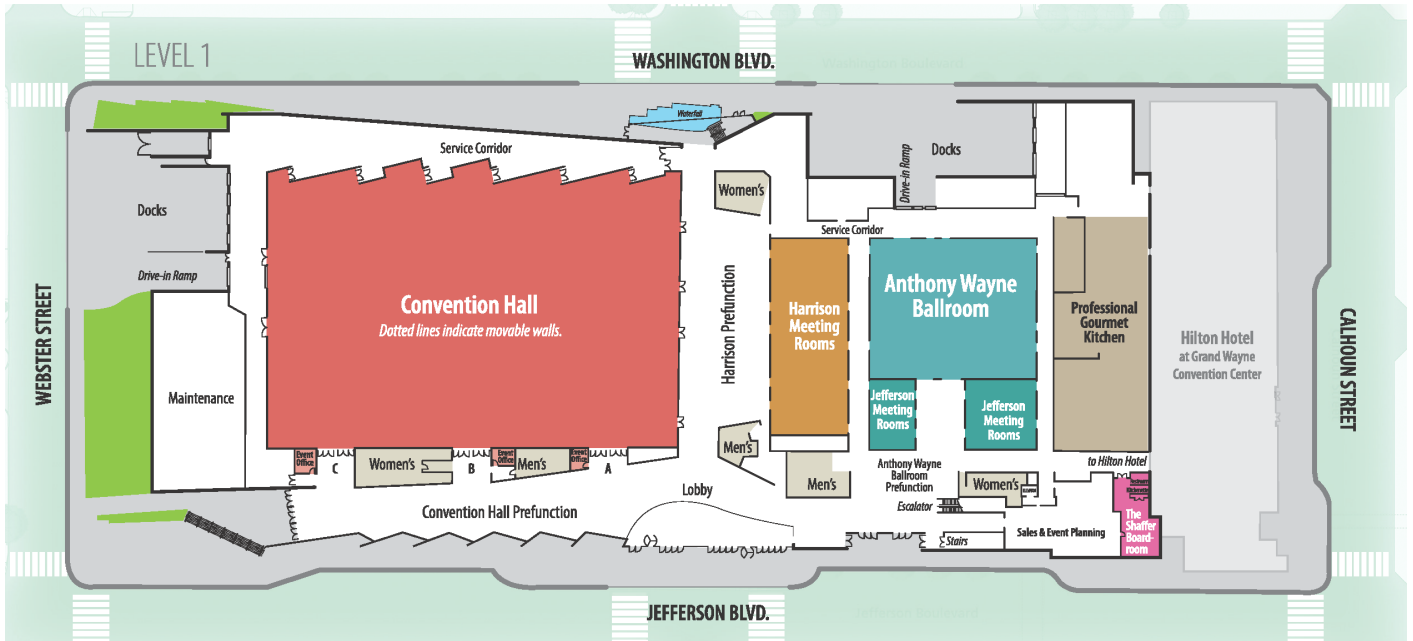 LEVEL 1
WASHINGTON BLVD.
Waterfall
Service Corridor
Docks
Drive-in Ramp
Women's
Docks
Service Corridor
Drive-in Ramp
WEBSTER STREET
Convention Hall
Dotted lines indicate movable walls.
Harrison Prefunction
Harrison
Meeting
Rooms
Anthony Wayne
Ballroom
Professional
Gourmet
Kitchen
Hilton Hotel
at Grand Wayne
Convention Center
CALHOUN STREET
Maintenance
Jefferson
Meeting
Rooms
Jefferson
Meeting
Rooms
Event
Office
C
Women's
B
Event
Office
Men's
Event
Office
A
Men's
Men's
Anthony Wayne
Ballroom
Prefunction
to Hilton Hotel
Women's
Escalator
Lobby
Convention Hall Prefunction
Stairs
Sales & Event Planning
The
Shaffer
Board-
room
JEFFERSON BLVD.